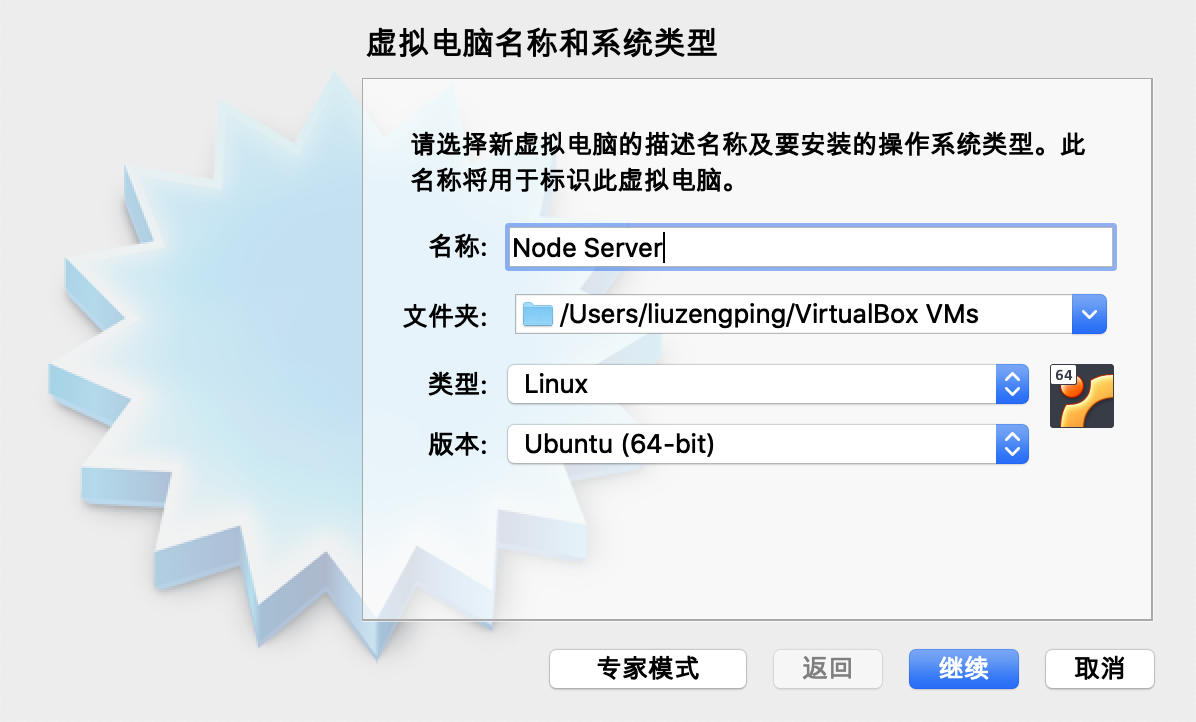 虚拟电脑名称和系统类型
请选择新虚拟电脑的描述名称及要安装的操作系统类型。此
名称将用于标识此虚拟电脑。
名称: Node Server
文件夹: /Users/liuzengping/VirtualBox VMs
类型: Linux
64
版本: Ubuntu (64-bit)
专家模式 返回 继续 取消